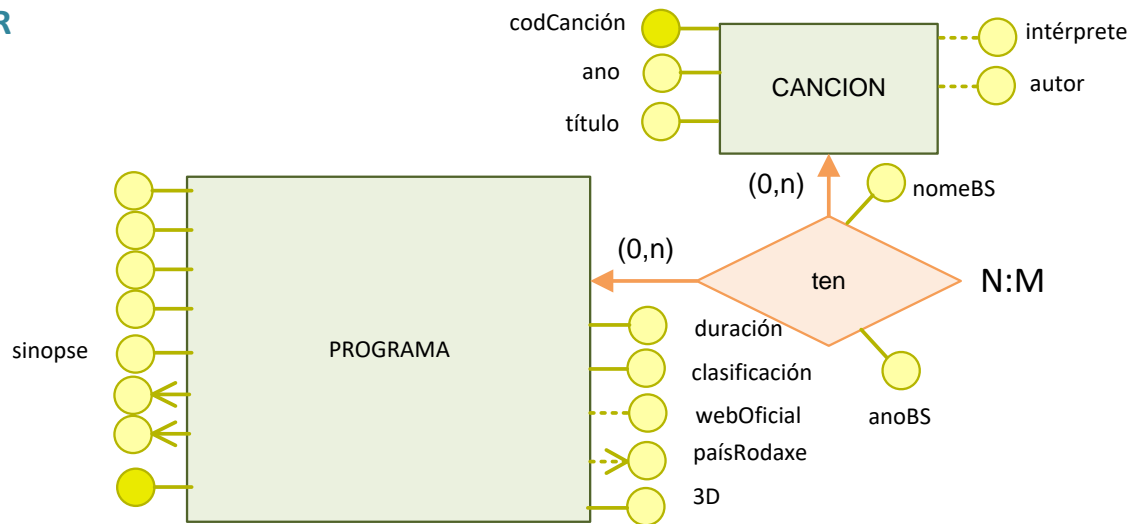 R
codCanción
ano
título
CANCION
intérprete
autor
(0,n)
nomeBS
(0,n)
ten
N:M
anoBS
sinopse
PROGRAMA
duración
clasificación
webOficial
paísRodaxe
3D